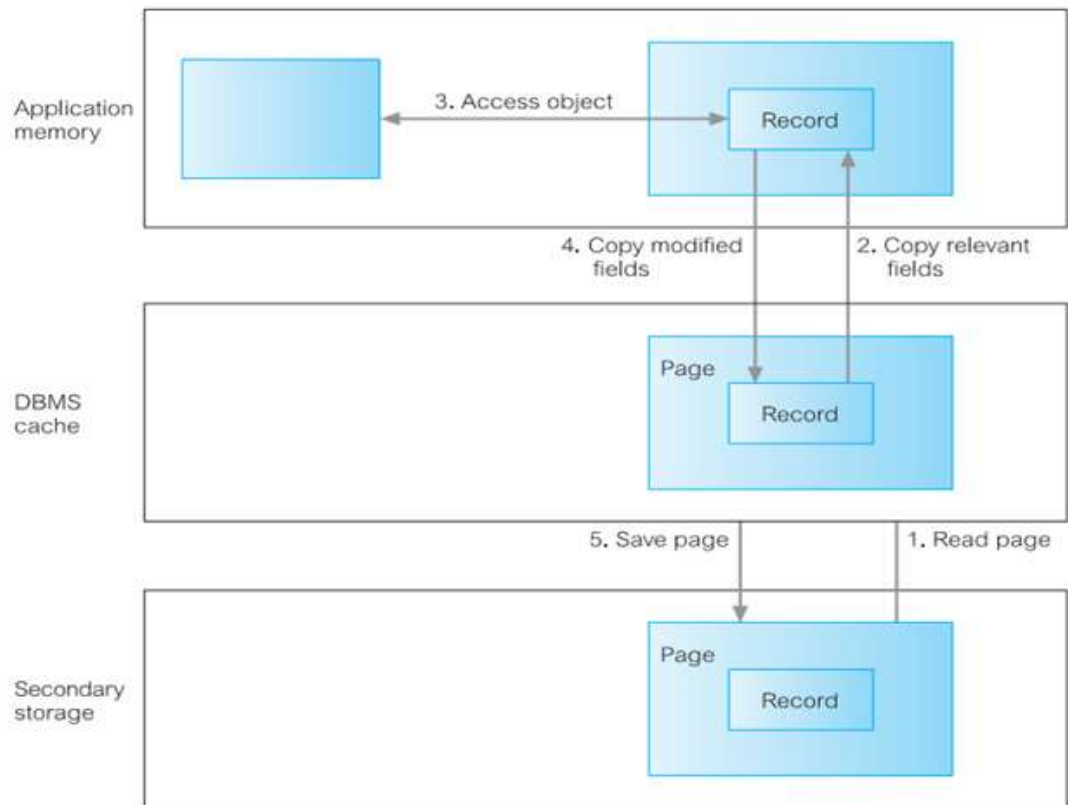 Application
memory
3. Access object
Record
4. Copy modified
fields
2. Copy relevant
fields
DBMS
cache
Page
Record
5. Save page
1. Read page
Secondary
storage
Page
Record